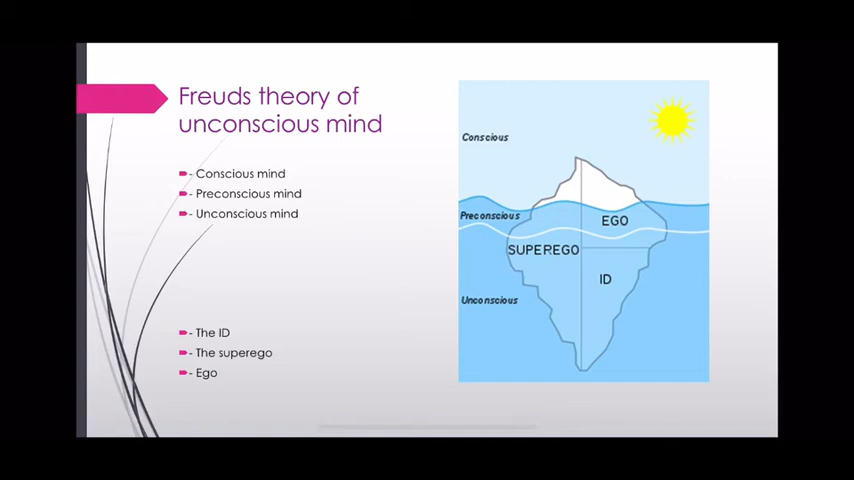 Freuds theory of
unconscious mind
- Conscious mind
- Preconscious mind
- Unconscious mind
- The ID
- The superego
- Ego
Conscious
Preconscious
EGO
SUPEREGO
ID
Unconscious